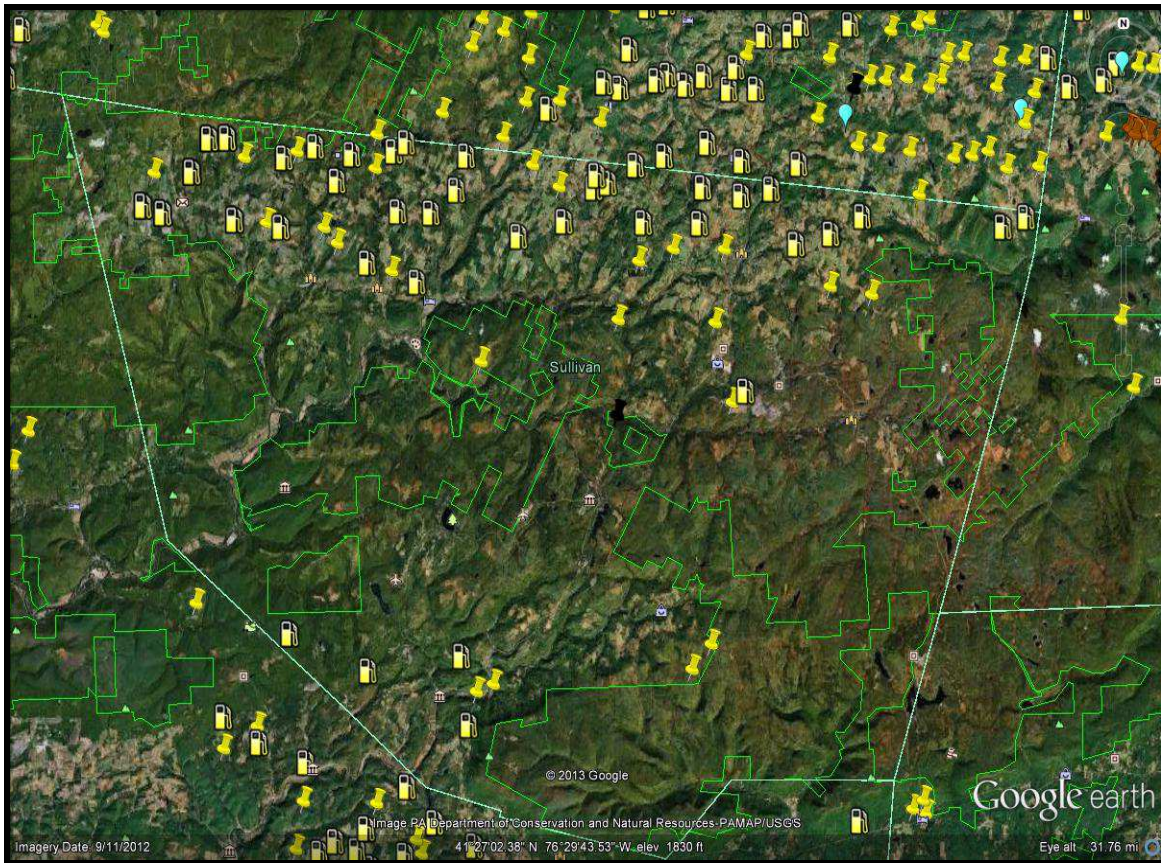 N
Sullivan
© 2013 Google
Google earth
Image PA Department of Conservation and Natural Resources-PAMAP/USGS
Imagery Date: 9/11/2012 41°27'02.38" N 76°29'43.53" W elev 1830 ft Eye alt 31.76 mi